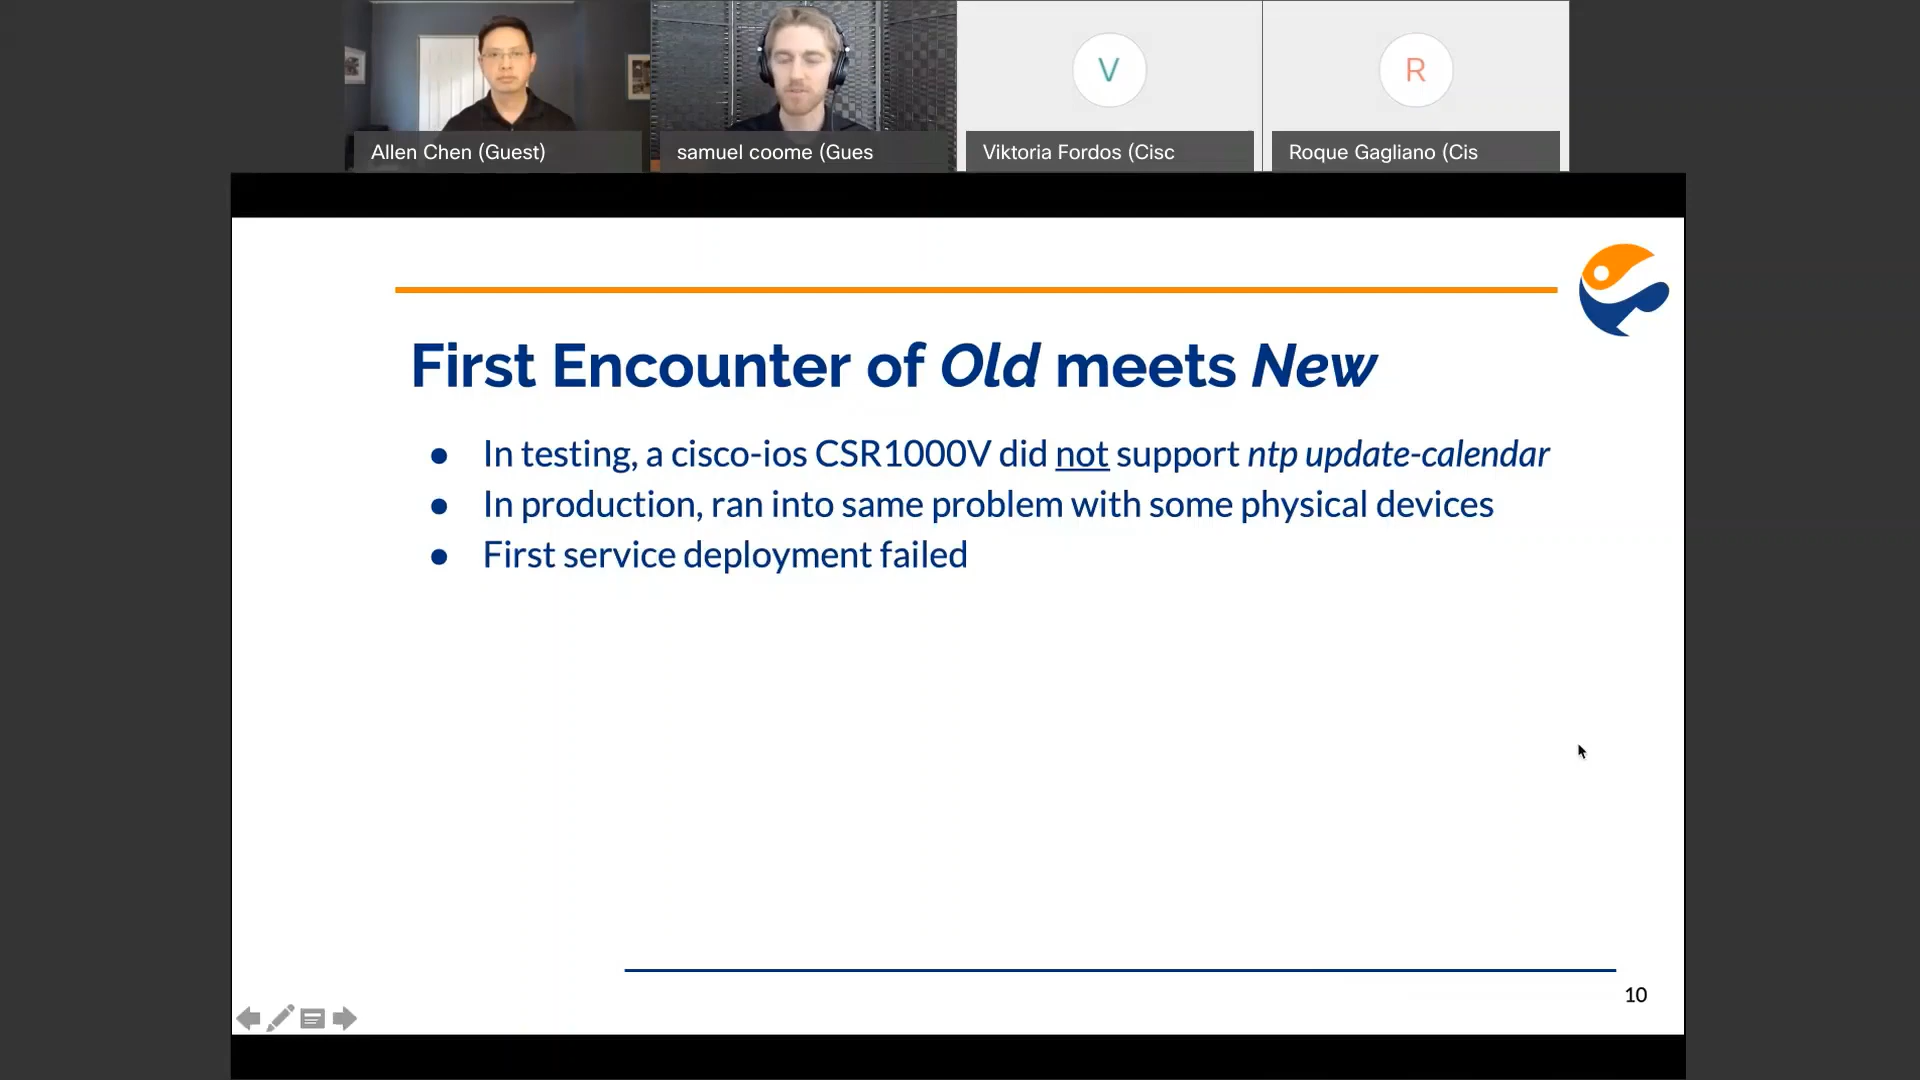 Allen Chen (Guest)
samuel coome (Gues
V
Viktoria Fordos (Cisc
R
Roque Gagliano (Cis
First Encounter of Old meets New
● In testing, a cisco-ios CSR1000V did not support ntp update-calendar
● In production, ran into same problem with some physical devices
● First service deployment failed
10